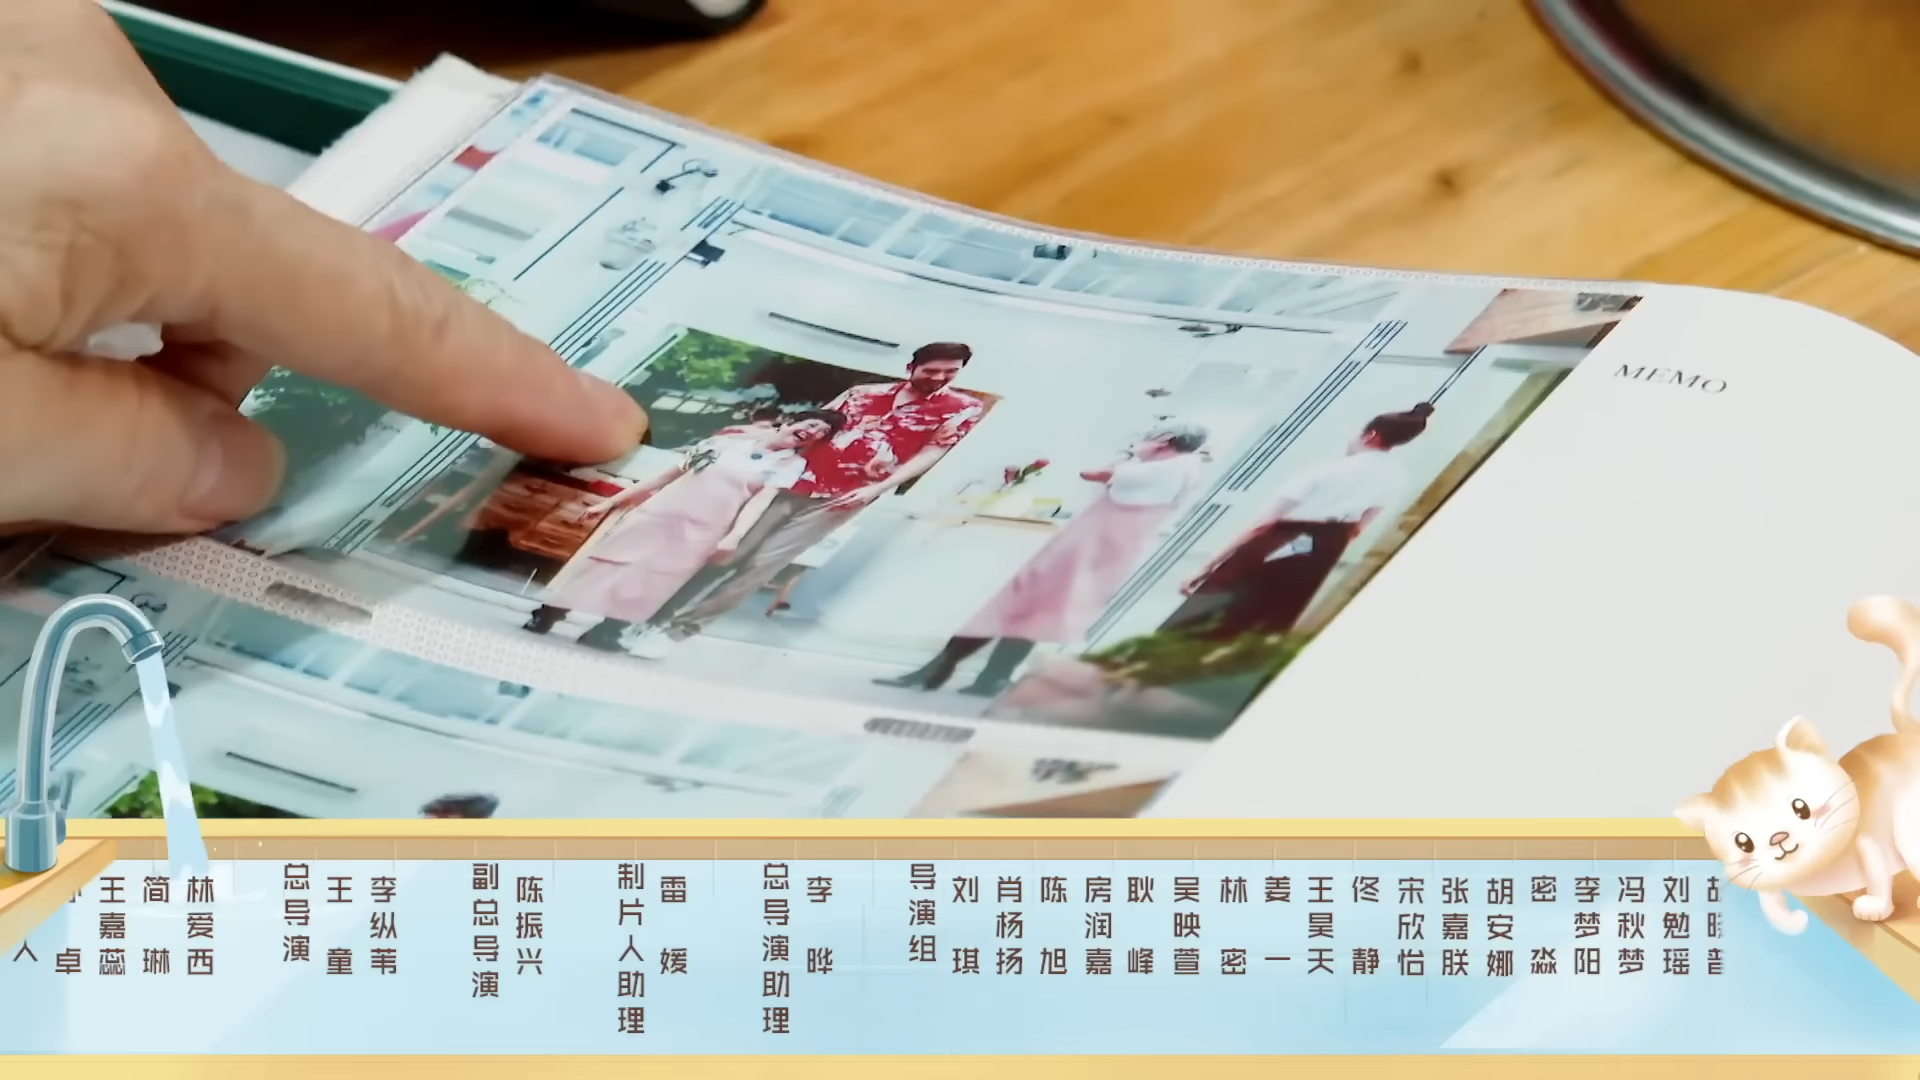 MEMO
人
卓
王嘉蕊
简琳
林爱西
总导演
王童
李纵苇
副总导演
陈振兴
制片人助理
雷媛
总导演助理
李晔
导演组
刘琪
肖杨扬
陈旭
房润嘉
耿峰
吴映萱
林密
姜一
王昊天
佟静
宋欣怡
张嘉朕
胡安娜
密淼
李梦阳
冯秋梦
刘勉瑶